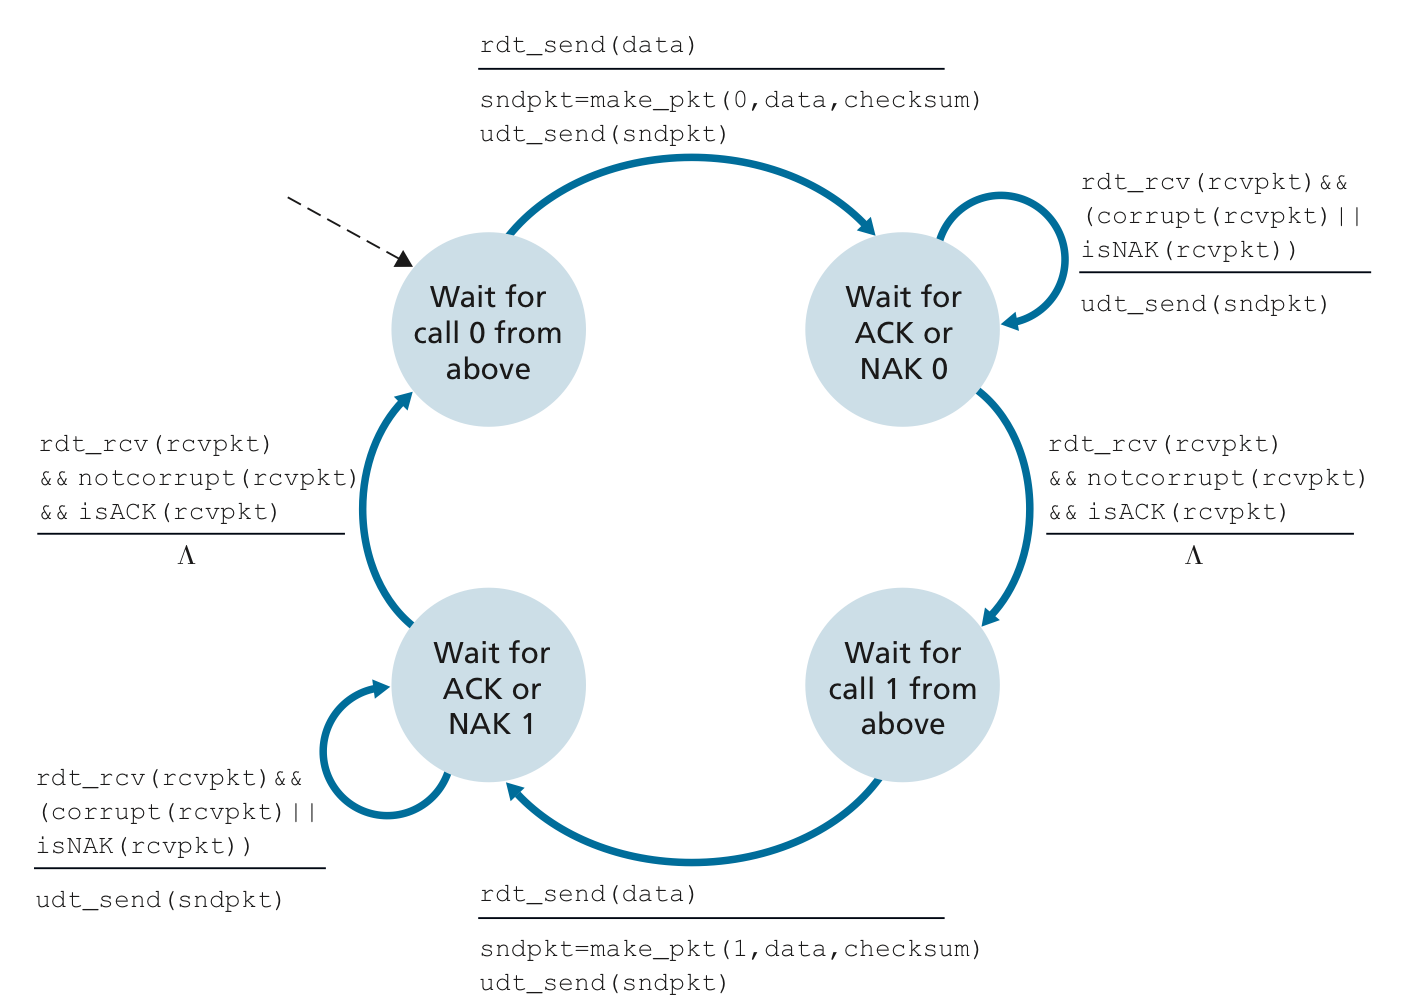 rdt_send(data)
sndpkt=make_pkt(0,data,checksum)
udt_send(sndpkt)
rdt_rcv(rcvpkt)&&
(corrupt(rcvpkt)||
isNAK(rcvpkt))
udt_send(sndpkt)
Wait for
call 0 from
above
Wait for
ACK or
NAK 0
rdt_rcv(rcvpkt)
&& notcorrupt(rcvpkt)
&& isACK(rcvpkt)
Λ
rdt_rcv(rcvpkt)
&& notcorrupt(rcvpkt)
&& isACK(rcvpkt)
Λ
Wait for
ACK or
NAK 1
Wait for
call 1 from
above
rdt_rcv(rcvpkt)&&
(corrupt(rcvpkt)||
isNAK(rcvpkt))
udt_send(sndpkt)
rdt_send(data)
sndpkt=make_pkt(1,data,checksum)
udt_send(sndpkt)